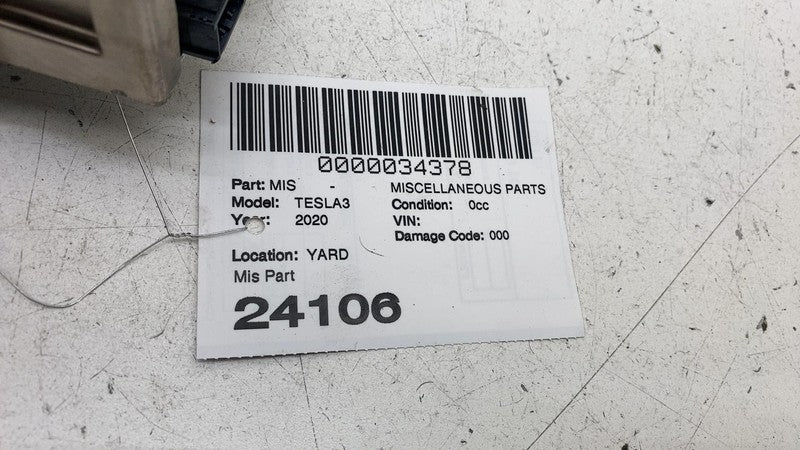 0000034378
Part: MIS - MISCELLANEOUS PARTS
Model: TESLA3 Condition: 0cc
Year: 2020 VIN:
Damage Code: 000
Location: YARD
Mis Part
24106